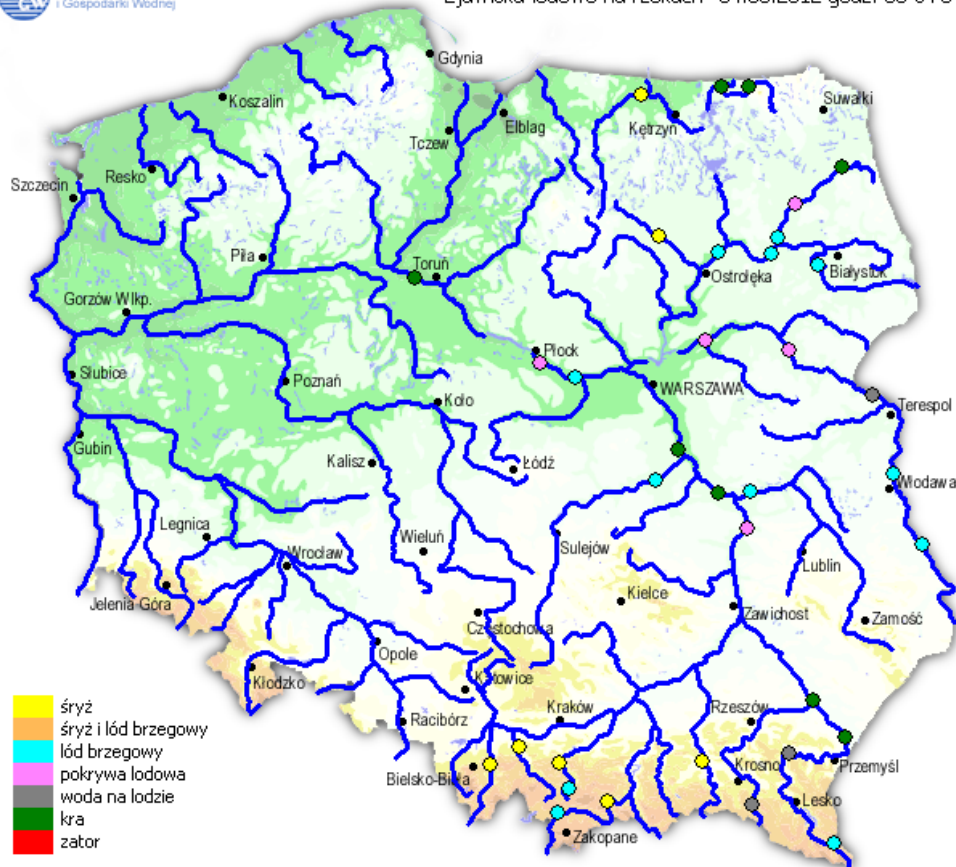 i Gospodarki Wodnej
Gdynia
Koszalin
Suwałki
Elbląg
Kętrzyn
Tczew
Resko
Szczecin
Piła
Toruń
Białystok
Ostrołęka
Gorzów Wlkp.
Płock
Słubice
Poznań
WARSZAWA
Koło
Terespol
Gubin
Kalisz
Łódź
Włodawa
Legnica
Wieluń
Sulejów
Wrocław
Lublin
Jelenia Góra
Kielce
Zawichost
Zamość
Częstochowa
Opole
Kłodzko
Katowice
Racibórz
Kraków
Rzeszów
Bielsko-Biała
Krosno
Przemyśl
Lesko
Zakopane
śryż
śryż i lód brzegowy
lód brzegowy
pokrywa lodowa
woda na lodzie
kra
zator